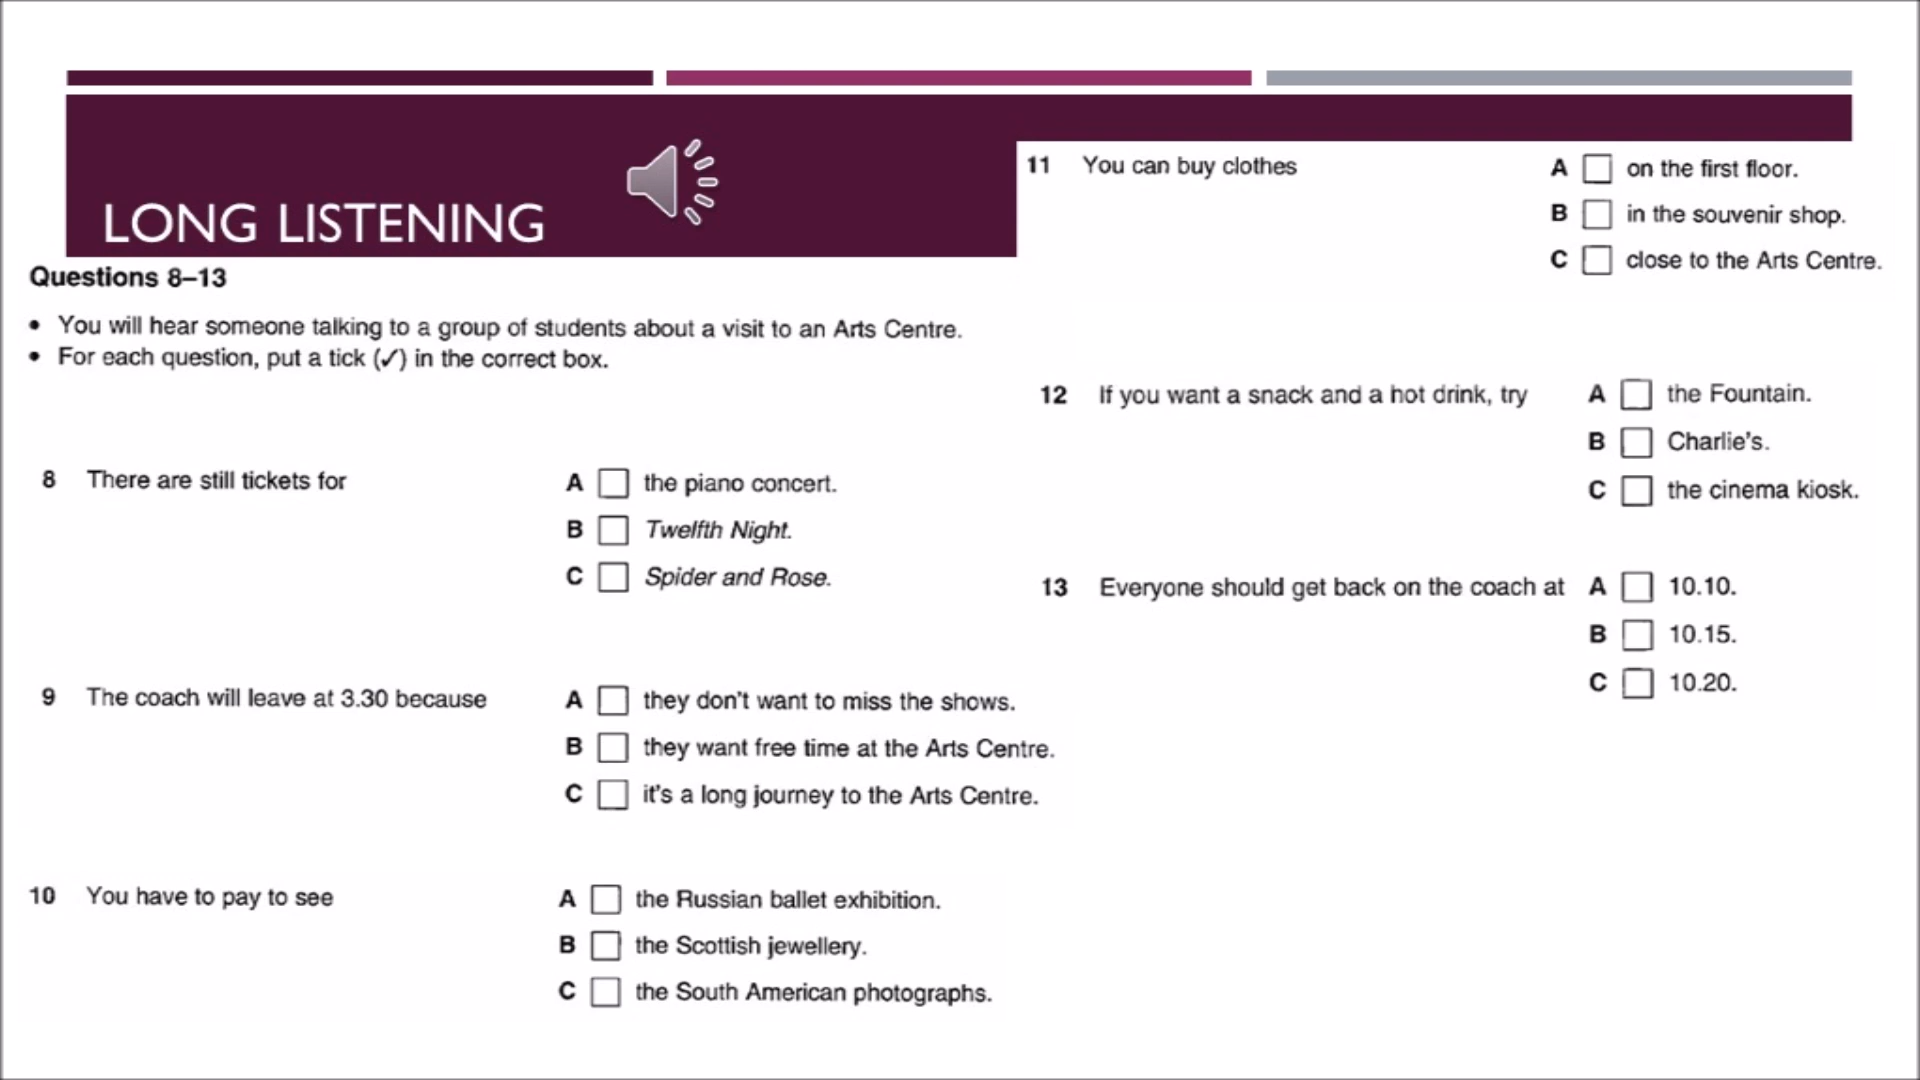 LONG LISTENING
Questions 8–13
• You will hear someone talking to a group of students about a visit to an Arts Centre.
• For each question, put a tick (✓) in the correct box.
8 There are still tickets for
A the piano concert.
B Twelfth Night.
C Spider and Rose.
9 The coach will leave at 3.30 because
A they don't want to miss the shows.
B they want free time at the Arts Centre.
C it's a long journey to the Arts Centre.
10 You have to pay to see
A the Russian ballet exhibition.
B the Scottish jewellery.
C the South American photographs.
11 You can buy clothes
A on the first floor.
B in the souvenir shop.
C close to the Arts Centre.
12 If you want a snack and a hot drink, try
A the Fountain.
B Charlie's.
C the cinema kiosk.
13 Everyone should get back on the coach at
A 10.10.
B 10.15.
C 10.20.